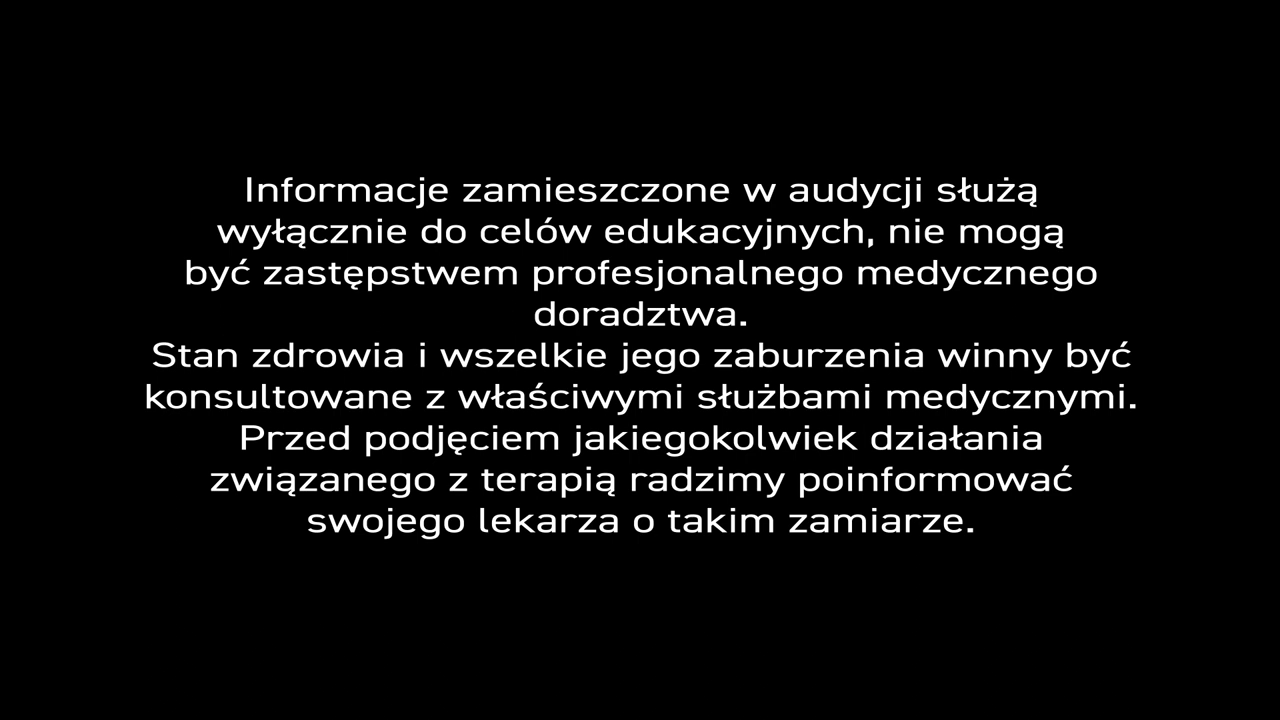 Informacje zamieszczone w audycji służą
wyłącznie do celów edukacyjnych, nie mogą
być zastępstwem profesjonalnego medycznego
doradztwa.
Stan zdrowia i wszelkie jego zaburzenia winny być
konsultowane z właściwymi służbami medycznymi.
Przed podjęciem jakiegokolwiek działania
związanego z terapią radzimy poinformować
swojego lekarza o takim zamiarze.